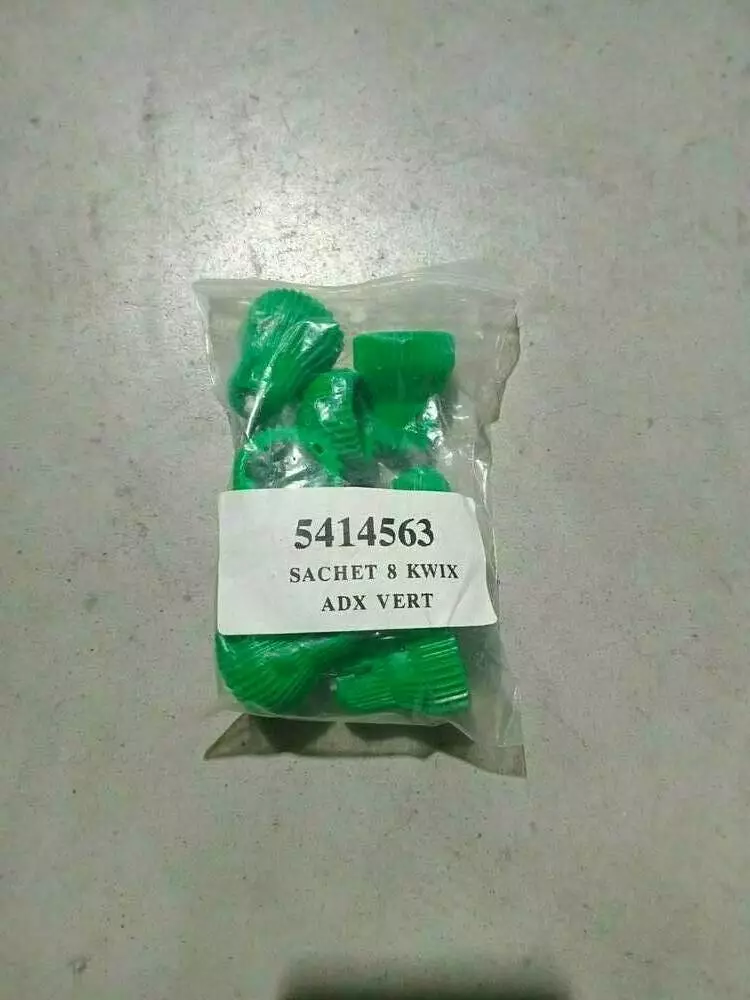 5414563
SACHET 8 KWIX
ADX VERT